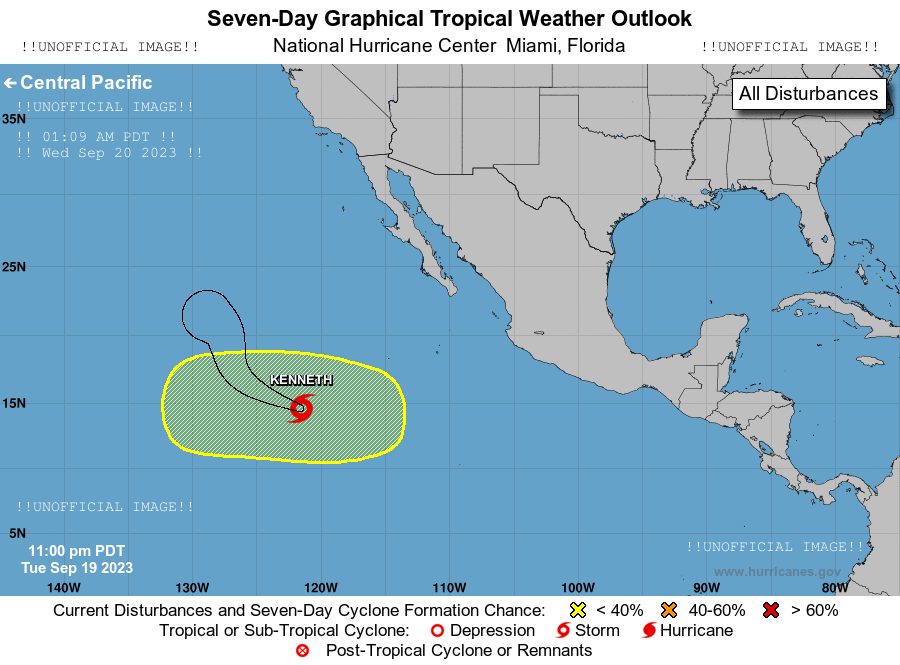 Seven-Day Graphical Tropical Weather Outlook
!!UNOFFICIAL IMAGE!! National Hurricane Center Miami, Florida !!UNOFFICIAL IMAGE!!
Central Pacific
All Disturbances
!!UNOFFICIAL IMAGE!!
35N
!! 01:09 AM PDT !!
!! Wed Sep 20 2023 !!
25N
KENNETH
15N
!!UNOFFICIAL IMAGE!!
5N
!!UNOFFICIAL IMAGE!!
11:00 pm PDT
Tue Sep 19 2023
www.hurricanes.gov
140W 130W 120W 110W 100W 90W 80W
Current Disturbances and Seven-Day Cyclone Formation Chance: < 40% 40-60% > 60%
Tropical or Sub-Tropical Cyclone: Depression Storm Hurricane
Post-Tropical Cyclone or Remnants